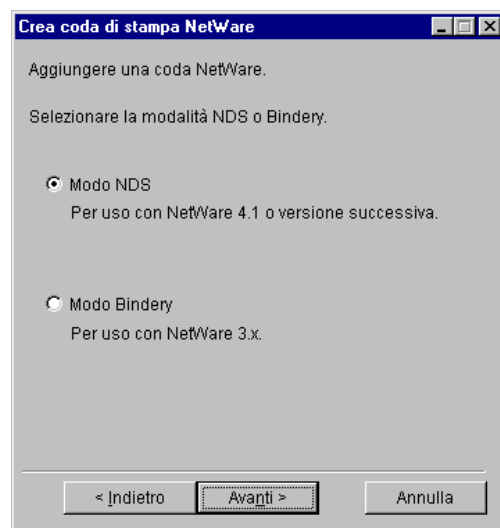 Crea coda di stampa NetWare
Aggiungere una coda NetWare.
Selezionare la modalità NDS o Bindery.
Modo NDS
Per uso con NetWare 4.1 o versione successiva.
Modo Bindery
Per uso con NetWare 3.x.
< Indietro
Avanti >
Annulla